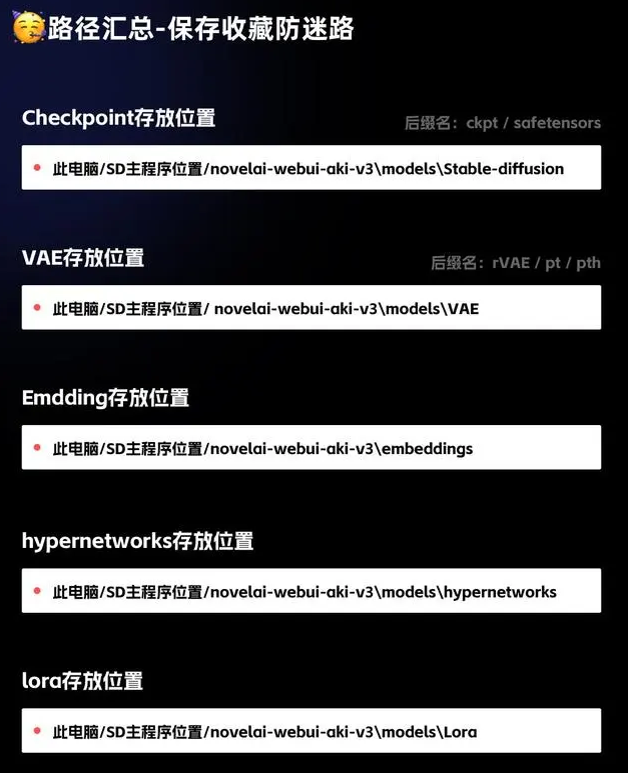 🥳路径汇总-保存收藏防迷路
Checkpoint存放位置
后缀名：ckpt / safetensors
此电脑/SD主程序位置/novelai-webui-aki-v3\models\Stable-diffusion
VAE存放位置
后缀名：rVAE / pt / pth
此电脑/SD主程序位置/ novelai-webui-aki-v3\models\VAE
Emdding存放位置
此电脑/SD主程序位置/novelai-webui-aki-v3\embeddings
hypernetworks存放位置
此电脑/SD主程序位置/novelai-webui-aki-v3\models\hypernetworks
lora存放位置
此电脑/SD主程序位置/novelai-webui-aki-v3\models\Lora